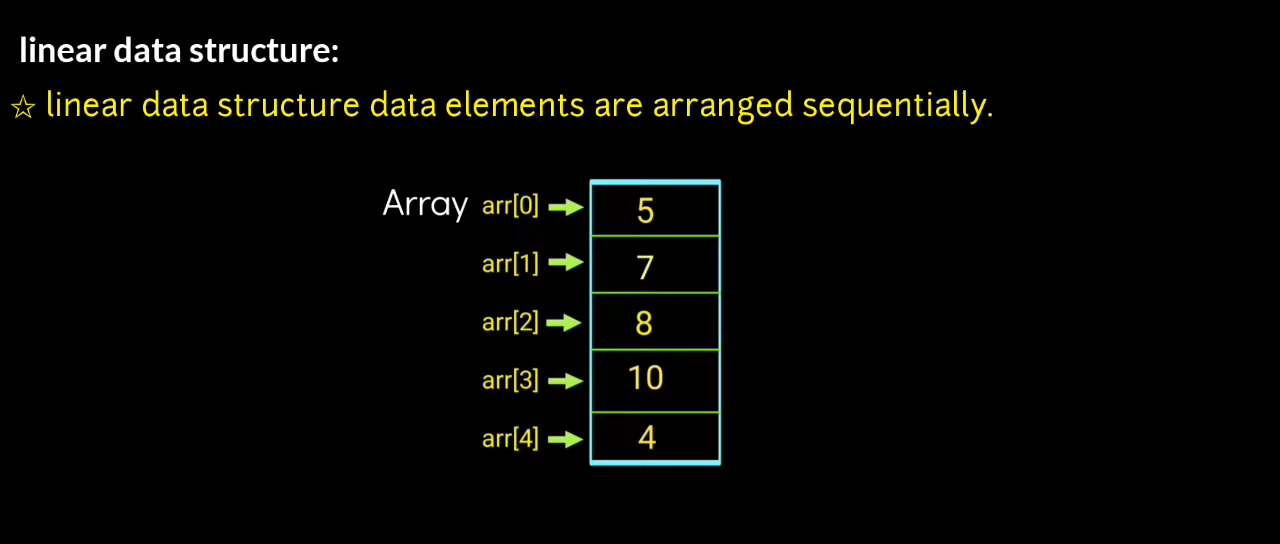 linear data structure:
☆ linear data structure data elements are arranged sequentially.
Array arr[0] 5
arr[1] 7
arr[2] 8
arr[3] 10
arr[4] 4